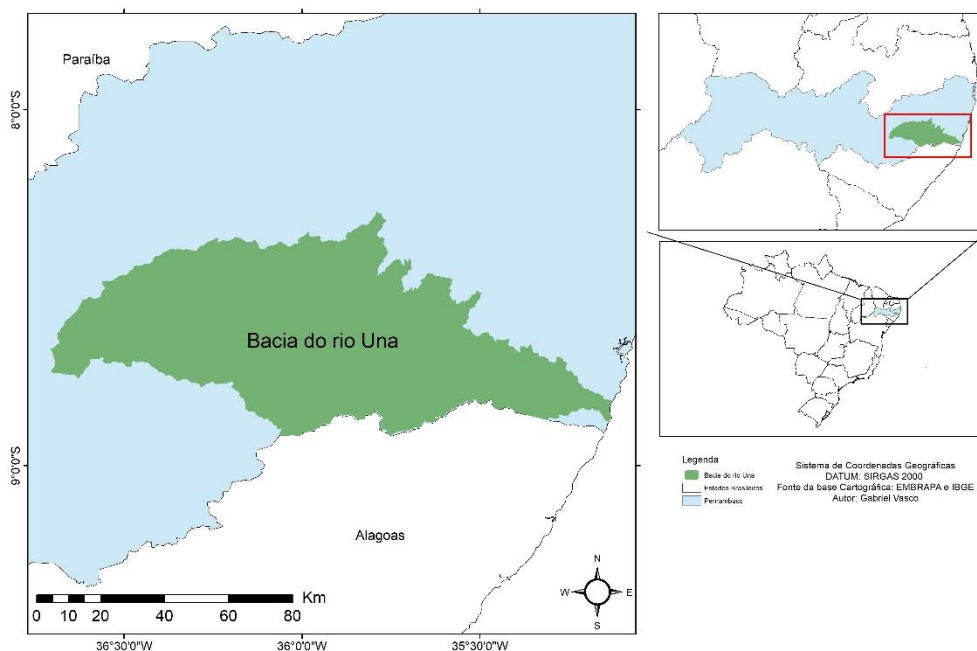 Paraíba
8°0'0"S
Bacia do rio Una
9°0'0"S
Alagoas
N
W E
S
Km
0 10 20 40 60 80
36°30'0"W 36°0'0"W 35°30'0"W
Legenda
Bacia do rio Una
Estados Brasileiros
Pernambuco
Sistema de Coordenadas Geográficas
DATUM: SIRGAS 2000
Fonte da base Cartográfica: EMBRAPA e IBGE
Autor: Gabriel Vasco